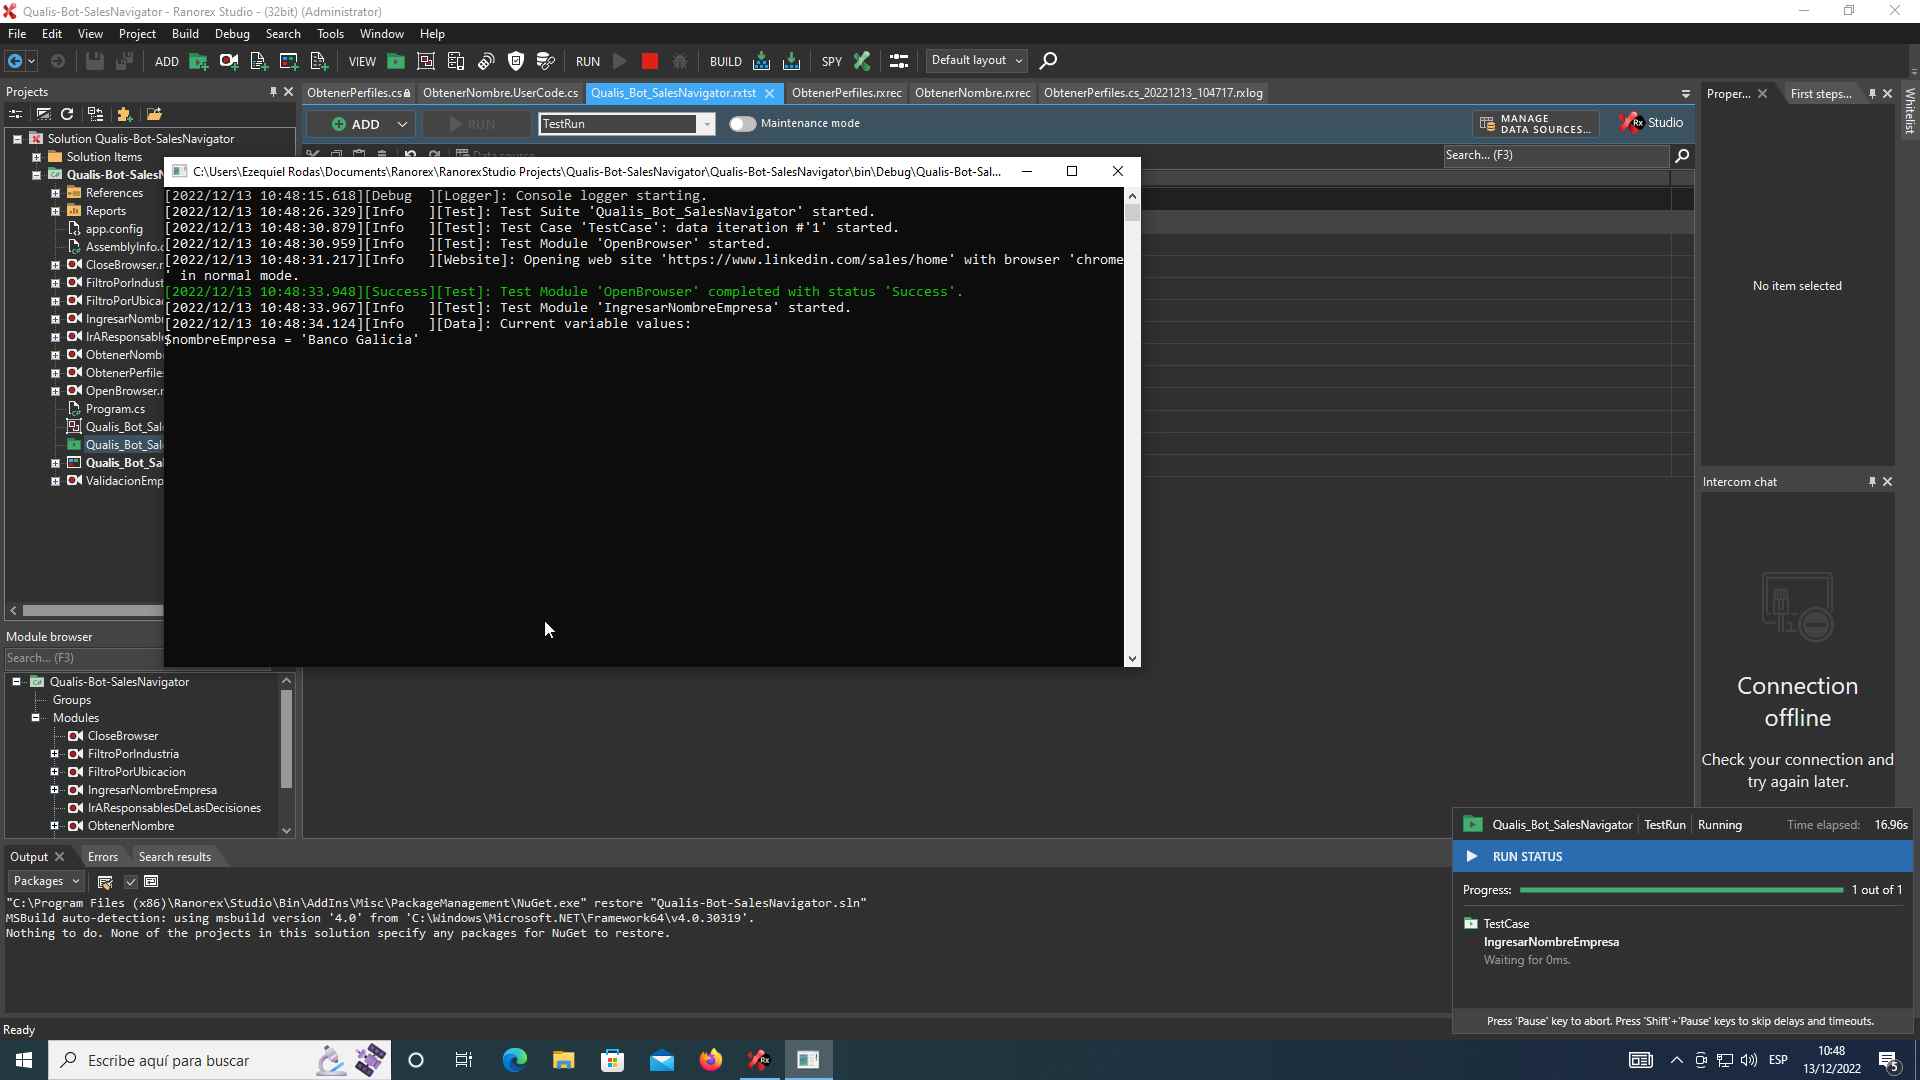 Qualis-Bot-SalesNavigator - Ranorex Studio - (32bit) (Administrator)
File Edit View Project Build Debug Search Tools Window Help
ADD VIEW RUN BUILD SPY Default layout
Projects
ObtenerPerfiles.cs ObtenerNombre.UserCode.cs Qualis_Bot_SalesNavigator.rxtst ObtenerPerfiles.rxrec ObtenerNombre.rxrec ObtenerPerfiles.cs_20221213_104717.rxlog
Proper... First steps...
Whitelist
ADD RUN TestRun Maintenance mode MANAGE DATA SOURCES... Studio
Data source
Search... (F3)
Solution Qualis-Bot-SalesNavigator
Solution Items
Qualis-Bot-SalesN
References
Reports
app.config
AssemblyInfo.c
CloseBrowser.r
FiltroPorIndust
FiltroPorUbica
IngresarNomb
IrAResponsable
ObtenerNomb
ObtenerPerfile
OpenBrowser.r
Program.cs
Qualis_Bot_Sal
Qualis_Bot_Sal
Qualis_Bot_Sa
ValidacionEmp
C:\Users\Ezequiel Rodas\Documents\Ranorex\RanorexStudio Projects\Qualis-Bot-SalesNavigator\Qualis-Bot-SalesNavigator\bin\Debug\Qualis-Bot-Sal...
[2022/12/13 10:48:15.618][Debug  ][Logger]: Console logger starting.
[2022/12/13 10:48:26.329][Info   ][Test]: Test Suite 'Qualis_Bot_SalesNavigator' started.
[2022/12/13 10:48:30.879][Info   ][Test]: Test Case 'TestCase': data iteration #'1' started.
[2022/12/13 10:48:30.959][Info   ][Test]: Test Module 'OpenBrowser' started.
[2022/12/13 10:48:31.217][Info   ][Website]: Opening web site 'https://www.linkedin.com/sales/home' with browser 'chrome
' in normal mode.
[2022/12/13 10:48:33.948][Success][Test]: Test Module 'OpenBrowser' completed with status 'Success'.
[2022/12/13 10:48:33.967][Info   ][Test]: Test Module 'IngresarNombreEmpresa' started.
[2022/12/13 10:48:34.124][Info   ][Data]: Current variable values:
$nombreEmpresa = 'Banco Galicia'
No item selected
Intercom chat
Connection
offline
Check your connection and
try again later.
Module browser
Search... (F3)
Qualis-Bot-SalesNavigator
Groups
Modules
CloseBrowser
FiltroPorIndustria
FiltroPorUbicacion
IngresarNombreEmpresa
IrAResponsablesDeLasDecisiones
ObtenerNombre
Output Errors Search results
Packages
"C:\Program Files (x86)\Ranorex\Studio\Bin\AddIns\Misc\PackageManagement\NuGet.exe" restore "Qualis-Bot-SalesNavigator.sln"
MSBuild auto-detection: using msbuild version '4.0' from 'C:\Windows\Microsoft.NET\Framework64\v4.0.30319'.
Nothing to do. None of the projects in this solution specify any packages for NuGet to restore.
Qualis_Bot_SalesNavigator TestRun Running Time elapsed: 16.96s
RUN STATUS
Progress: 1 out of 1
TestCase
IngresarNombreEmpresa
Waiting for 0ms.
Press 'Pause' key to abort. Press 'Shift'+'Pause' keys to skip delays and timeouts.
Ready
Escribe aquí para buscar
ESP
10:48
13/12/2022
5